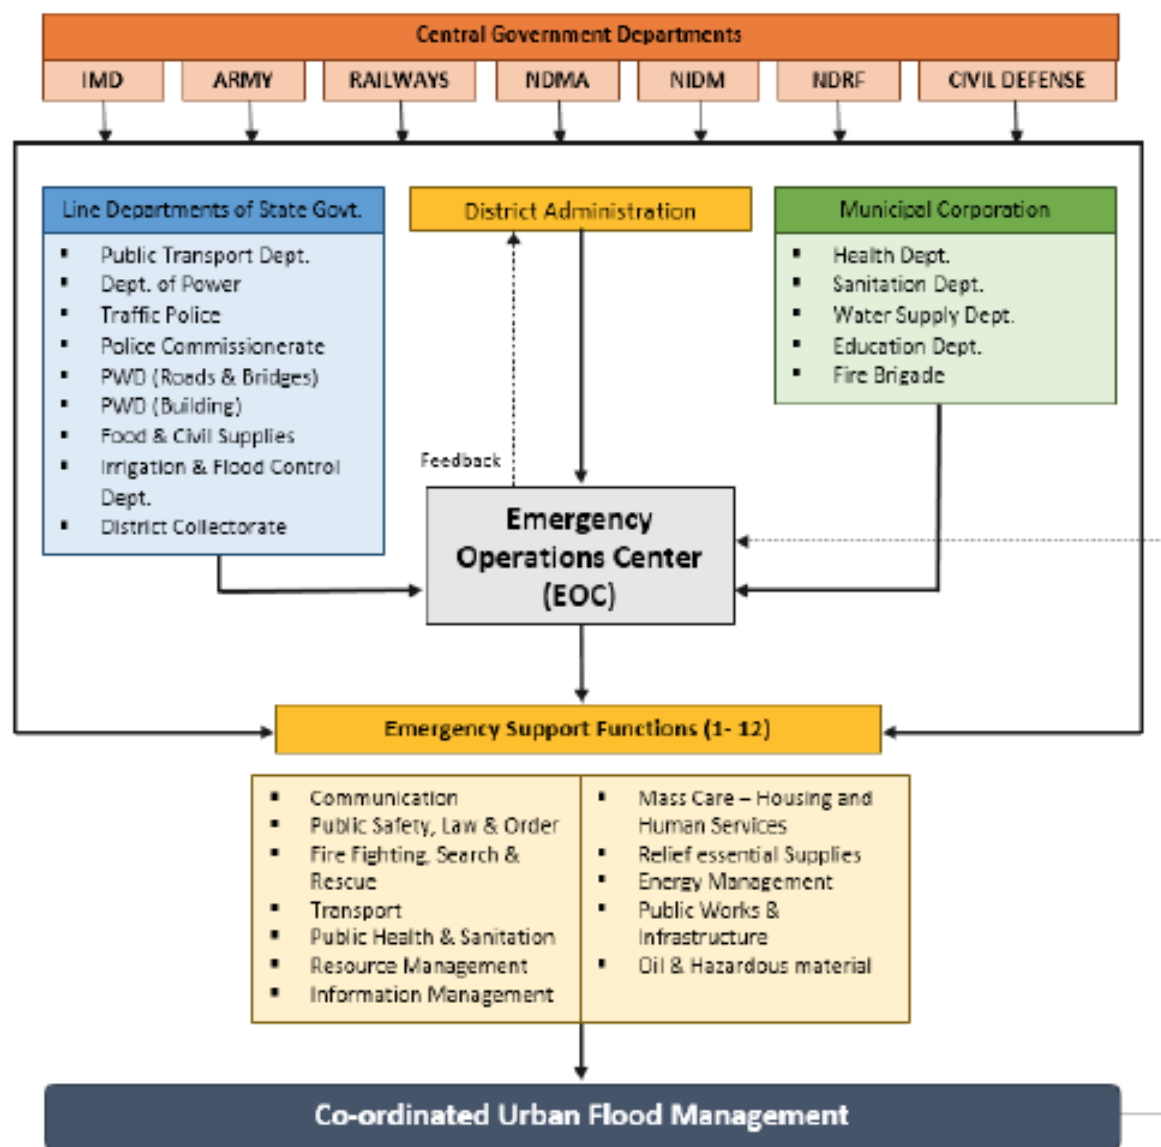 Central Government Departments
IMD
ARMY
RAILWAYS
NDMA
NIDM
NDRF
CIVIL DEFENSE
Line Departments of State Govt.
▪ Public Transport Dept.
▪ Dept. of Power
▪ Traffic Police
▪ Police Commissionerate
▪ PWD (Roads & Bridges)
▪ PWD (Building)
▪ Food & Civil Supplies
▪ Irrigation & Flood Control
Dept.
▪ District Collectorate
District Administration
Municipal Corporation
▪ Health Dept.
▪ Sanitation Dept.
▪ Water Supply Dept.
▪ Education Dept.
▪ Fire Brigade
Feedback
Emergency
Operations Center
(EOC)
Emergency Support Functions (1- 12)
▪ Communication
▪ Public Safety, Law & Order
▪ Fire Fighting, Search &
Rescue
▪ Transport
▪ Public Health & Sanitation
▪ Resource Management
▪ Information Management
▪ Mass Care – Housing and
Human Services
▪ Relief essential Supplies
▪ Energy Management
▪ Public Works &
Infrastructure
▪ Oil & Hazardous material
Co-ordinated Urban Flood Management